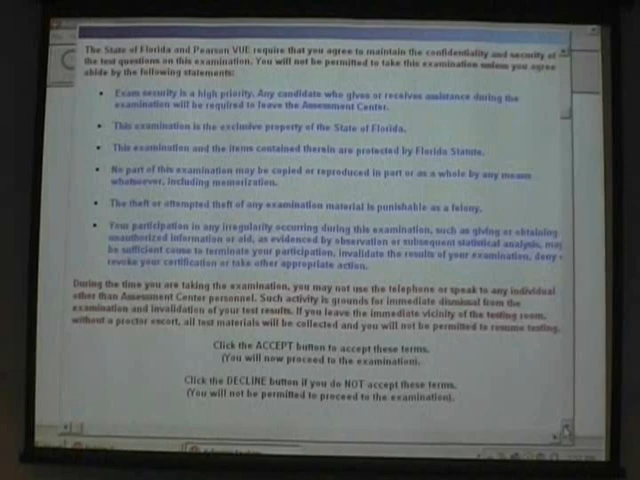 The State of Florida and Pearson VUE require that you agree to maintain the confidentiality and security of
the test questions on this examination. You will not be permitted to take this examination unless you agree
abide by the following statements:
• Exam security is a high priority. Any candidate who gives or receives assistance during the
examination will be required to leave the Assessment Center.
• This examination is the exclusive property of the State of Florida.
• This examination and the items contained therein are protected by Florida Statute.
• No part of this examination may be copied or reproduced in part or as a whole by any means
whatsoever, including memorization.
• The theft or attempted theft of any examination material is punishable as a felony.
• Your participation in any irregularity occurring during this examination, such as giving or obtaining
unauthorized information or aid, as evidenced by observation or subsequent statistical analysis, may
be sufficient cause to terminate your participation, invalidate the results of your examination, deny
revoke your certification or take other appropriate action.
During the time you are taking the examination, you may not use the telephone or speak to any individual
other than Assessment Center personnel. Such activity is grounds for immediate dismissal from the
examination and invalidation of your test results. If you leave the immediate vicinity of the testing room,
without a proctor escort, all test materials will be collected and you will not be permitted to resume testing.
Click the ACCEPT button to accept these terms.
(You will now proceed to the examination).
Click the DECLINE button if you do NOT accept these terms.
(You will not be permitted to proceed to the examination).